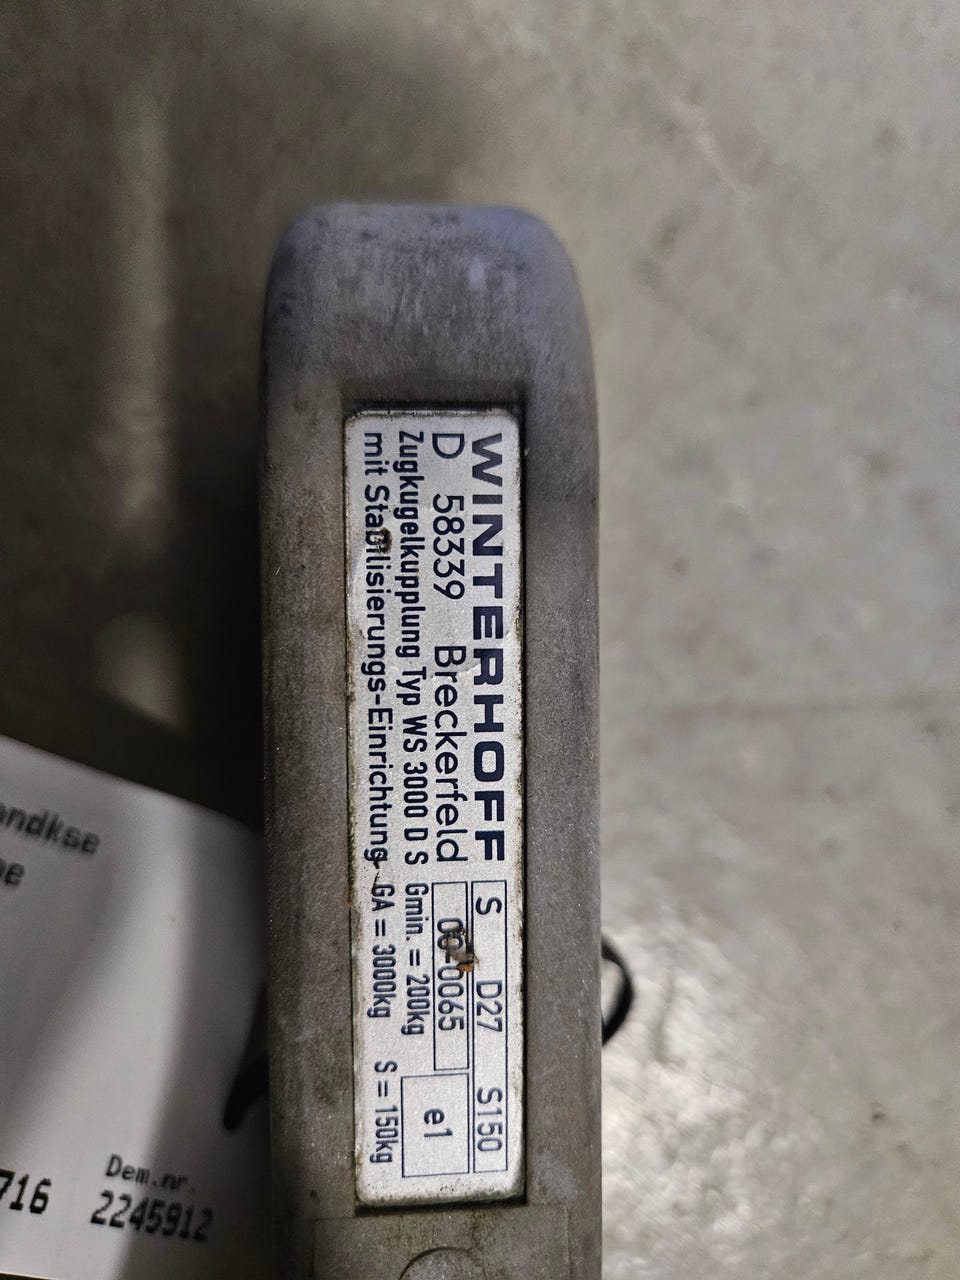 WINTERHOFF
D 58339 Breckerfeld
Zugkugelkupplung Typ WS 3000 D S Gmin. = 200kg
mit Stabilisierungs-Einrichtung GA = 3000kg S = 150kg
S D27 S150
e1
716
Dem.nr.
2245912